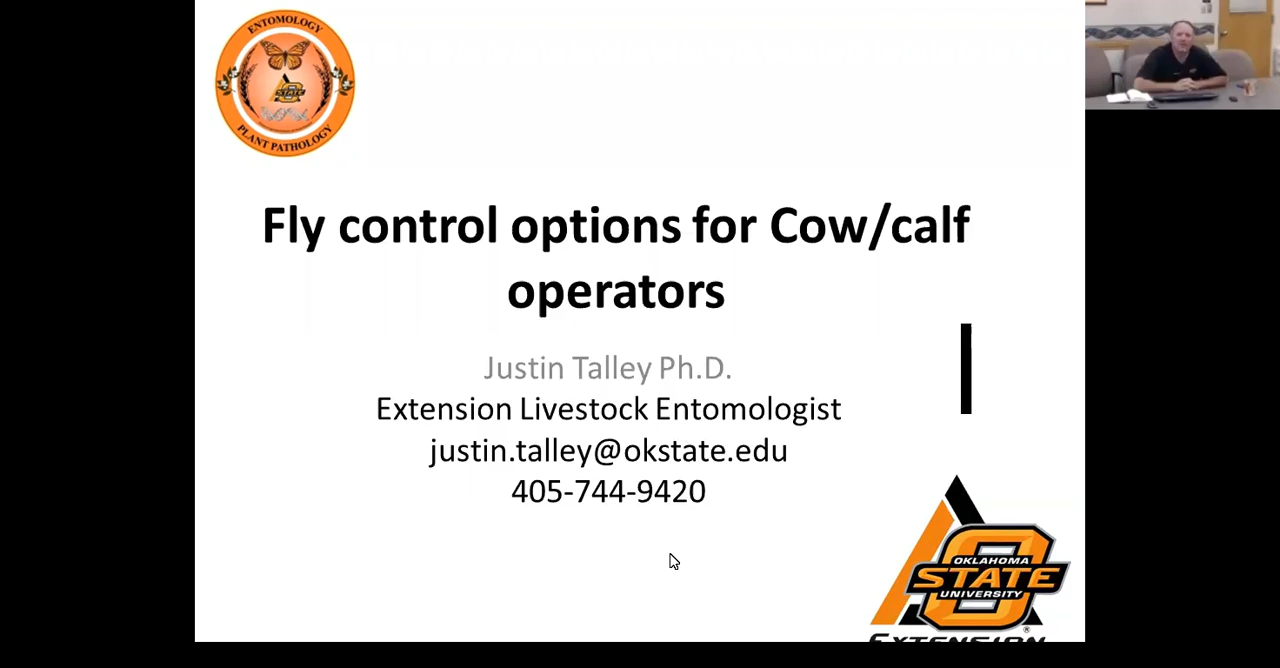 ENTOMOLOGY
STATE
PLANT PATHOLOGY
Fly control options for Cow/calf
operators
Justin Talley Ph.D.
Extension Livestock Entomologist
justin.talley@okstate.edu
405-744-9420
OKLAHOMA
STATE
UNIVERSITY
®
EXTENSION